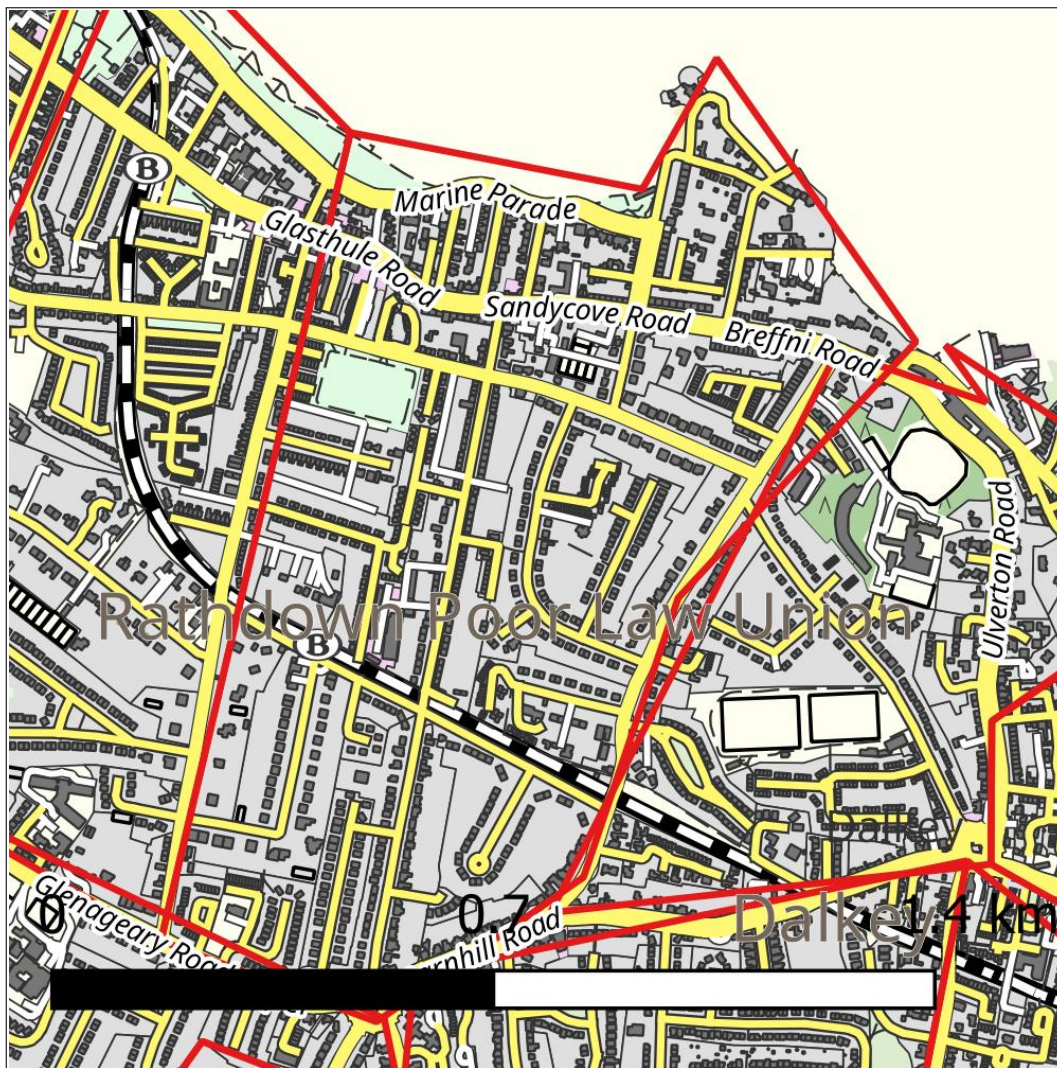 B
Marine Parade
Glasthule Road
Sandycove Road
Breffni Road
Ulverton Road
Rathdown Poor Law Union
B
Glenageary Road
0
0.7
Dalkey
1.4 km